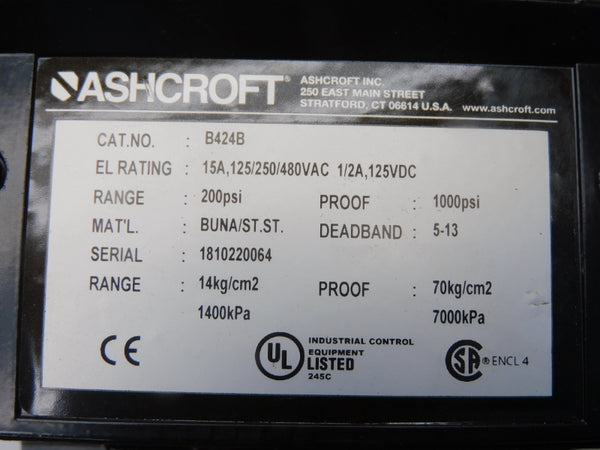 ASHCROFT®
ASHCROFT INC.
250 EAST MAIN STREET
STRATFORD, CT 06614 U.S.A. www.ashcroft.com
CAT.NO. : B424B
EL RATING : 15A,125/250/480VAC 1/2A,125VDC
RANGE : 200psi PROOF : 1000psi
MAT'L. : BUNA/ST.ST. DEADBAND : 5-13
SERIAL : 1810220064
RANGE : 14kg/cm2 PROOF : 70kg/cm2
1400kPa 7000kPa
CE
UL
INDUSTRIAL CONTROL
EQUIPMENT
LISTED
245C
SA ® ENCL 4